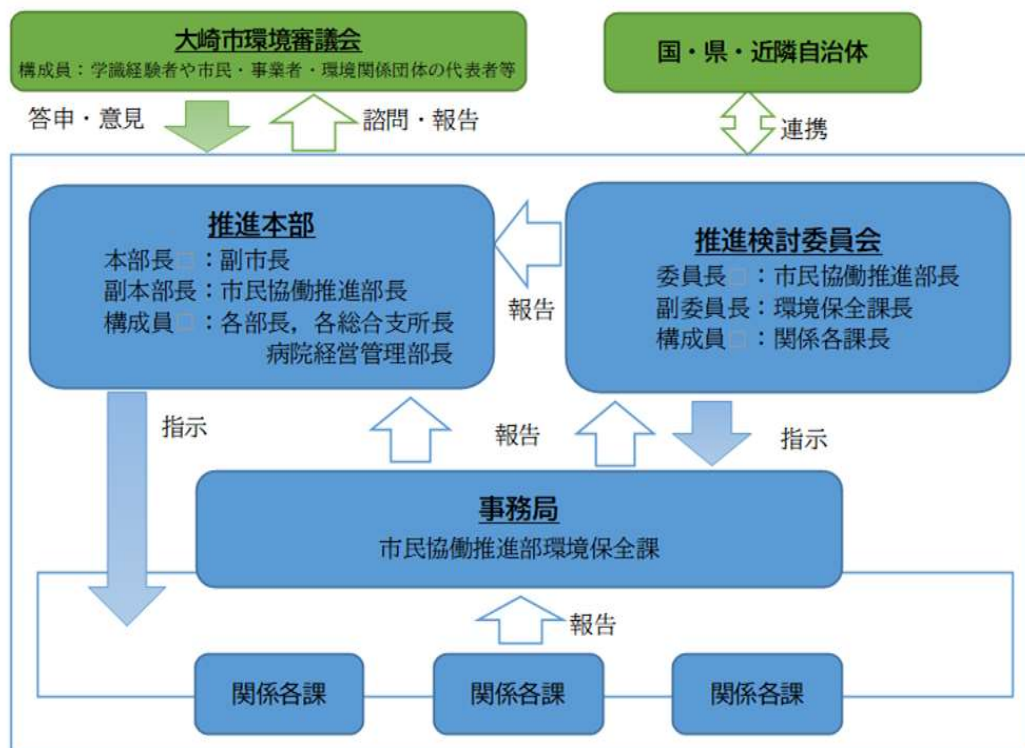 大崎市環境審議会
構成員：学識経験者や市民・事業者・環境関係団体の代表者等
国・県・近隣自治体
答申・意見
諮問・報告
連携
推進本部
本部長□：副市長
副本部長：市民協働推進部長
構成員□：各部長，各総合支所長
病院経営管理部長
報告
推進検討委員会
委員長□：市民協働推進部長
副委員長：環境保全課長
構成員□：関係各課長
指示
報告
指示
事務局
市民協働推進部環境保全課
報告
関係各課
関係各課
関係各課